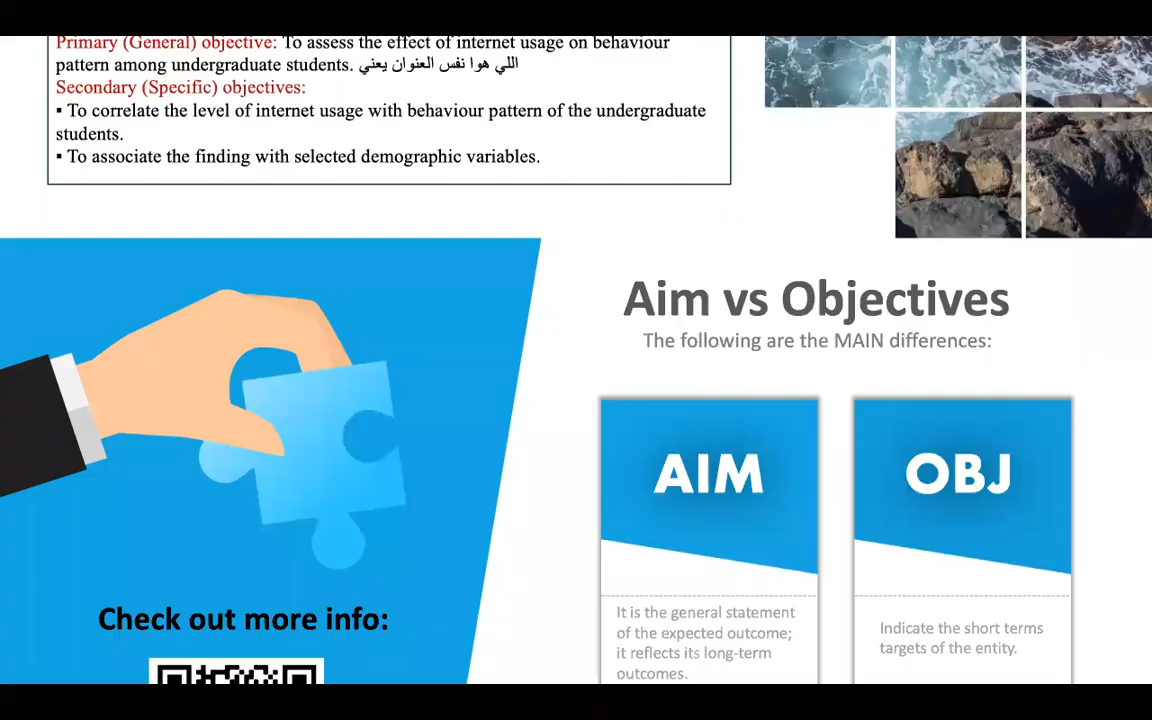 Primary (General) objective: To assess the effect of internet usage on behaviour
pattern among undergraduate students. اللي هوا نفس العنوان يعني
Secondary (Specific) objectives:
▪ To correlate the level of internet usage with behaviour pattern of the undergraduate
students.
▪ To associate the finding with selected demographic variables.
Aim vs Objectives
The following are the MAIN differences:
AIM
It is the general statement
of the expected outcome;
it reflects its long-term
outcomes.
OBJ
Indicate the short terms
targets of the entity.
Check out more info: